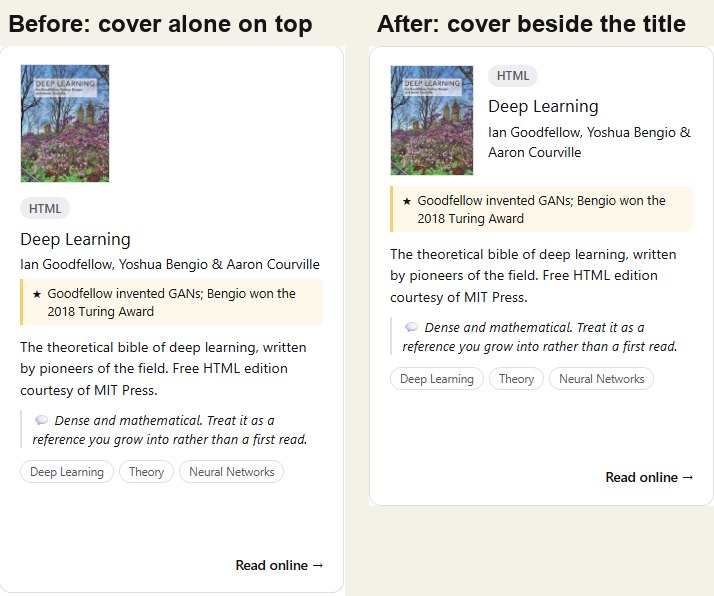 Before: cover alone on top
DEEP LEARNING
HTML
Deep Learning
Ian Goodfellow, Yoshua Bengio & Aaron Courville
★ Goodfellow invented GANs; Bengio won the
2018 Turing Award
The theoretical bible of deep learning, written
by pioneers of the field. Free HTML edition
courtesy of MIT Press.
💬 Dense and mathematical. Treat it as a
reference you grow into rather than a first read.
Deep Learning Theory Neural Networks
Read online →
After: cover beside the title
DEEP LEARNING
HTML
Deep Learning
Ian Goodfellow, Yoshua Bengio &
Aaron Courville
★ Goodfellow invented GANs; Bengio won the
2018 Turing Award
The theoretical bible of deep learning, written
by pioneers of the field. Free HTML edition
courtesy of MIT Press.
💬 Dense and mathematical. Treat it as a
reference you grow into rather than a first read.
Deep Learning Theory Neural Networks
Read online →